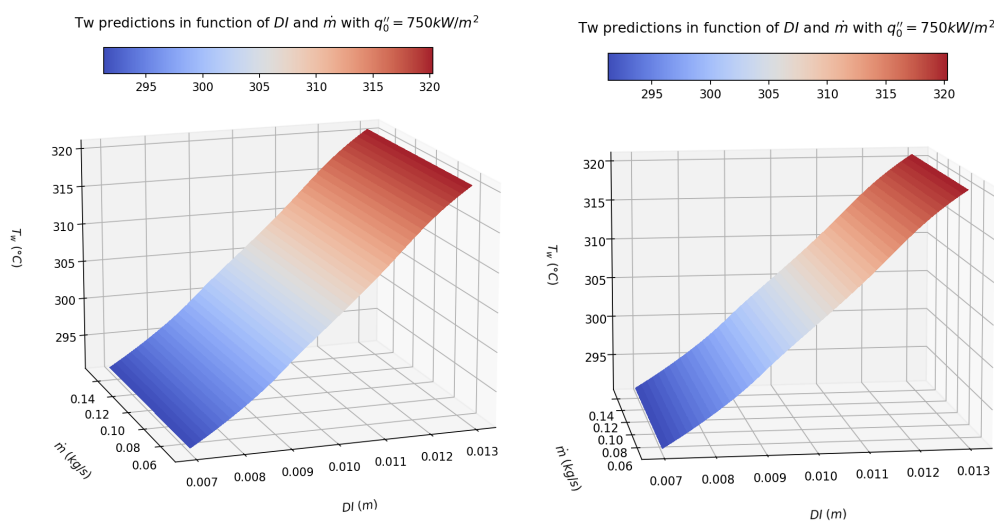 Tw predictions in function of DI and ṁ with q₀″ = 750kW/m²
295 300 305 310 315 320
320
315
310
305
300
295
T_w (°C)
0.14
0.12
0.10
0.08
0.06
ṁ (kg/s)
0.007 0.008 0.009 0.010 0.011 0.012 0.013
DI (m)
Tw predictions in function of DI and ṁ with q₀″ = 750kW/m²
295 300 305 310 315 320
320
315
310
305
300
295
T_w (°C)
0.14
0.12
0.10
0.08
0.06
ṁ (kg/s)
0.007 0.008 0.009 0.010 0.011 0.012 0.013
DI (m)